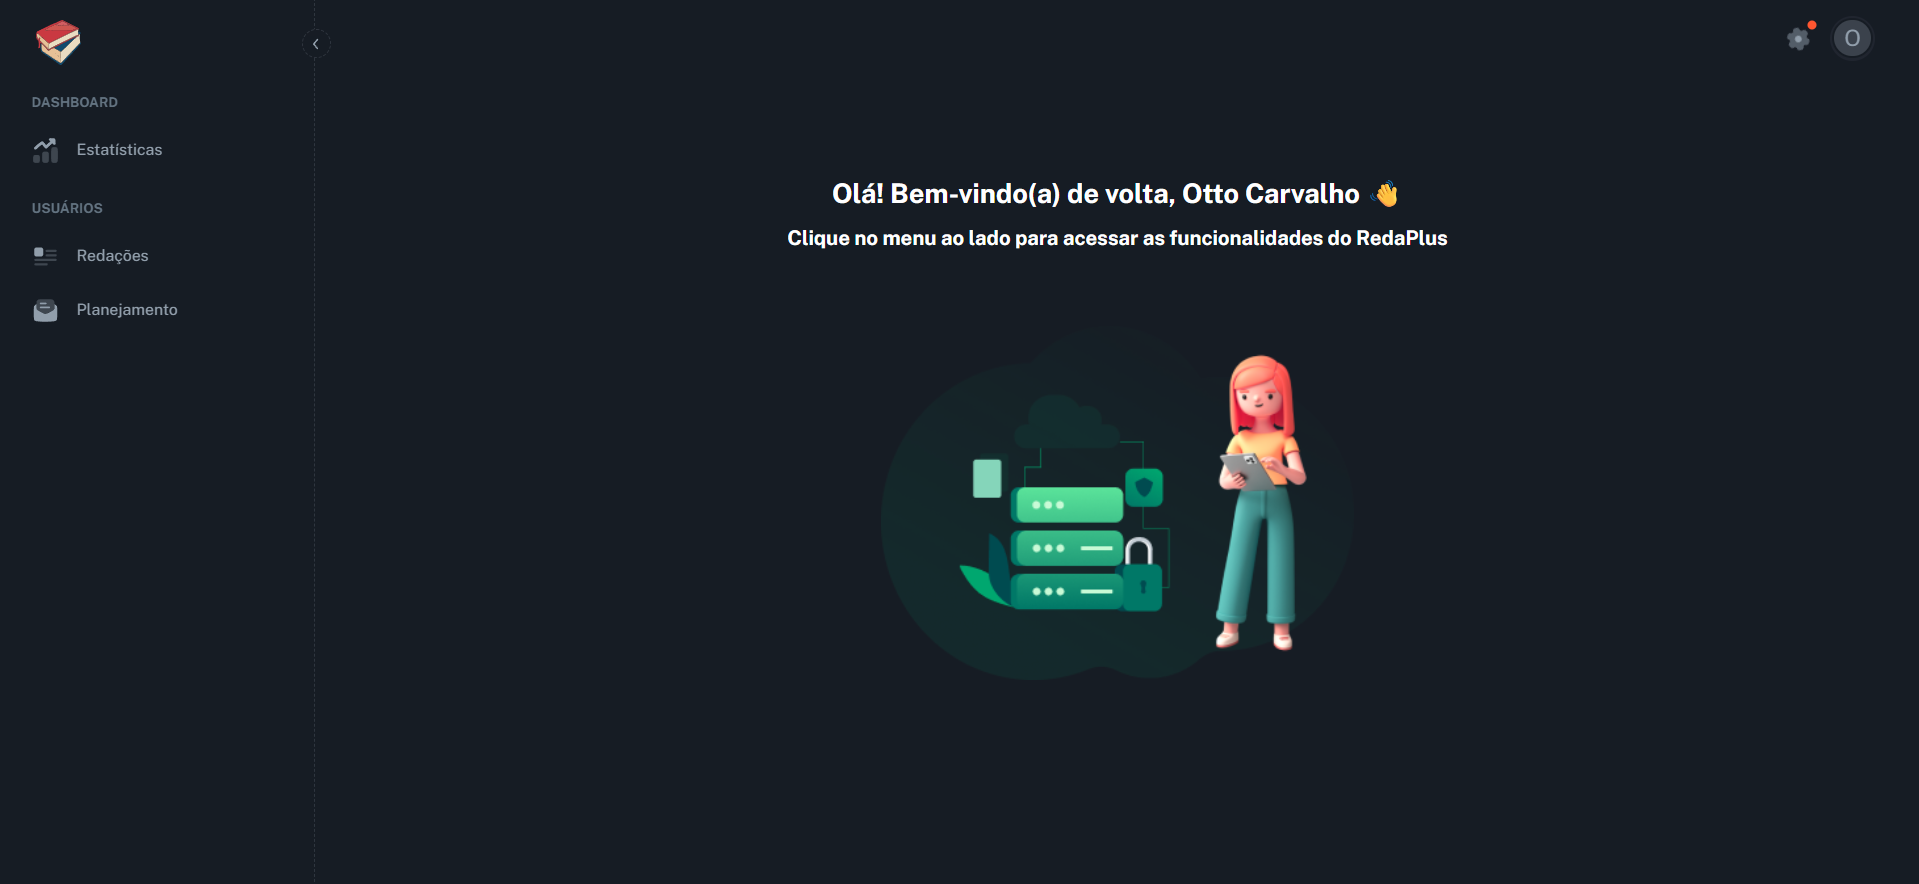 DASHBOARD
Estatísticas
USUÁRIOS
Redações
Planejamento
O
Olá! Bem-vindo(a) de volta, Otto Carvalho 👋
Clique no menu ao lado para acessar as funcionalidades do RedaPlus